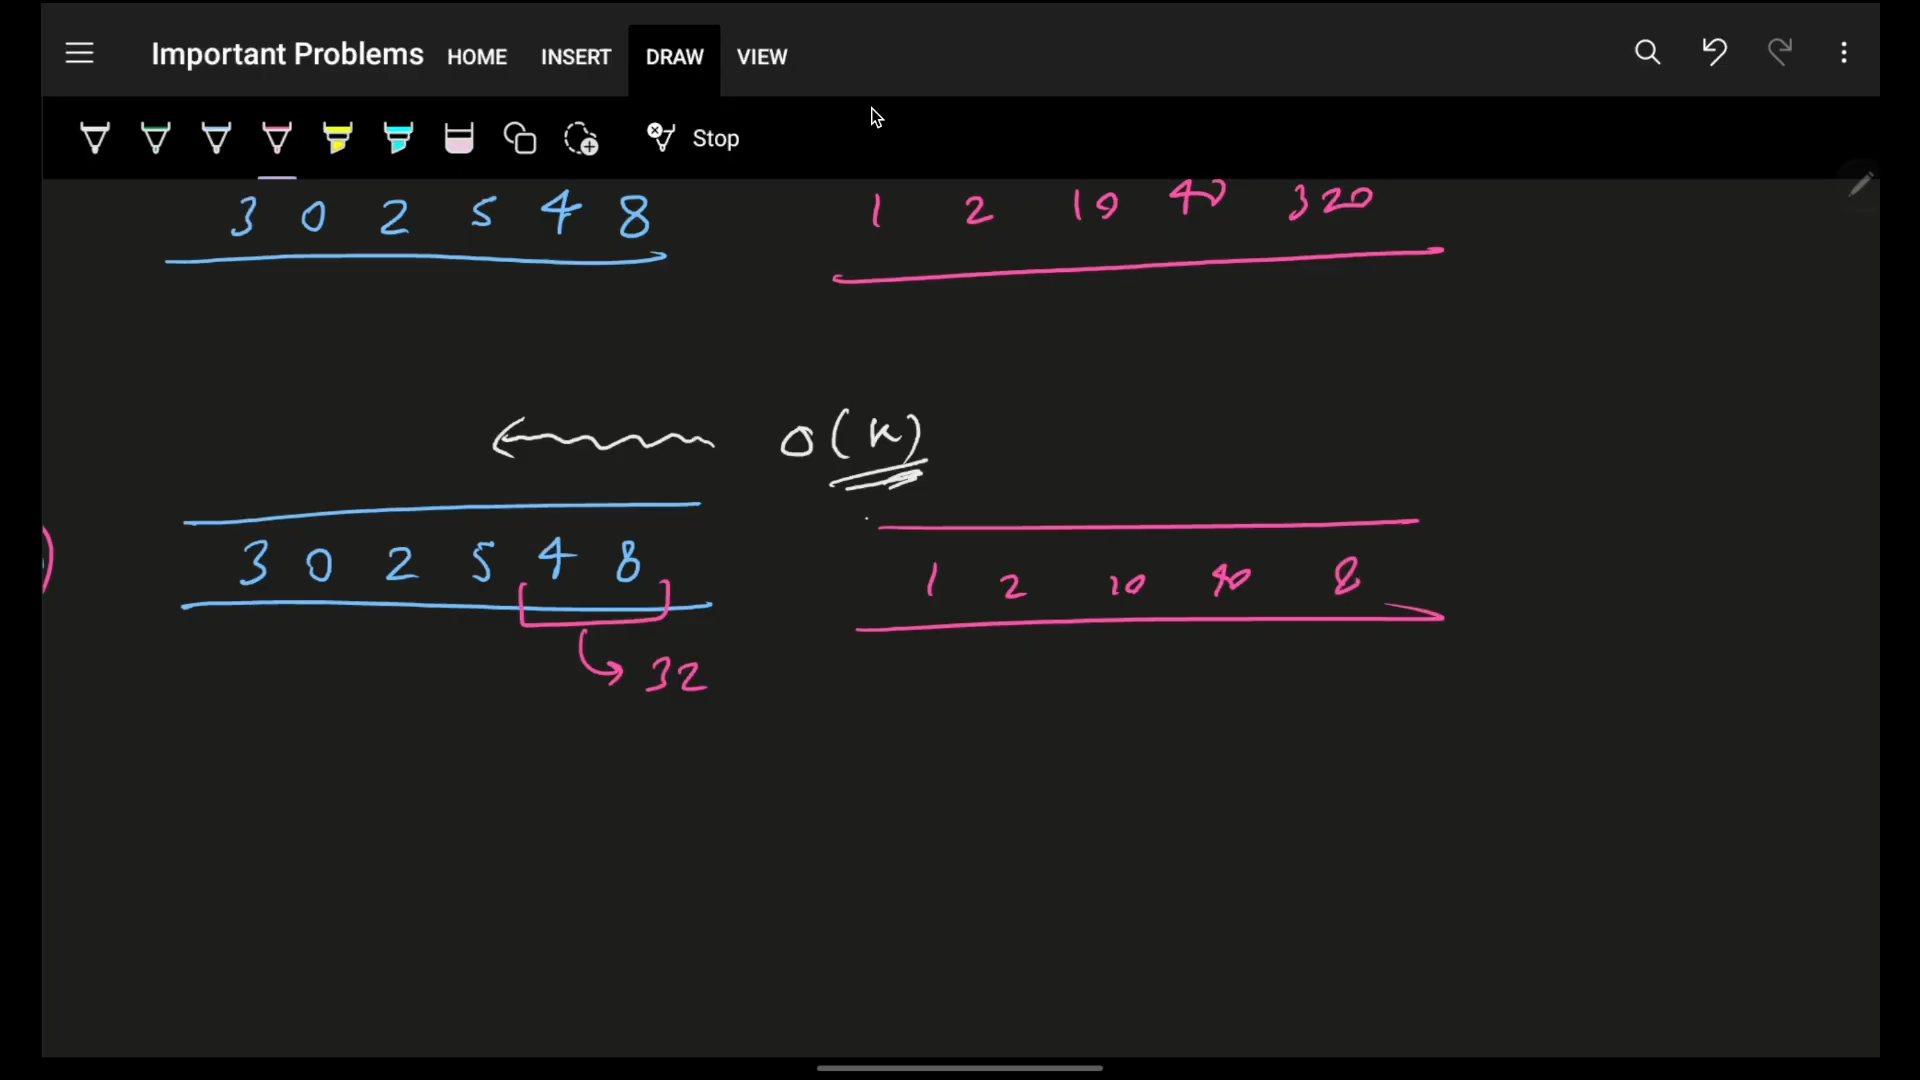 Important Problems HOME INSERT DRAW VIEW
Stop
3 0 2 5 4 8
1 2 10 40 320
O(K)
3 0 2 5 4 8
1 2 10 40 8
32